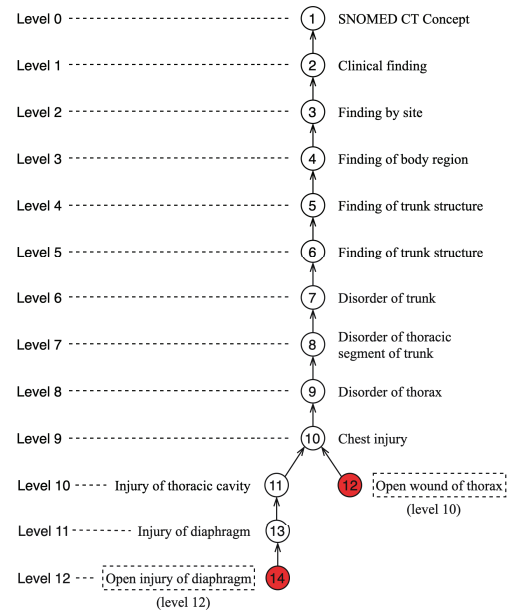 Level 0 1 SNOMED CT Concept
Level 1 2 Clinical finding
Level 2 3 Finding by site
Level 3 4 Finding of body region
Level 4 5 Finding of trunk structure
Level 5 6 Finding of trunk structure
Level 6 7 Disorder of trunk
Level 7 8 Disorder of thoracic
segment of trunk
Level 8 9 Disorder of thorax
Level 9 10 Chest injury
Level 10 Injury of thoracic cavity 11 12 Open wound of thorax
(level 10)
Level 11 Injury of diaphragm 13
Level 12 Open injury of diaphragm 14
(level 12)